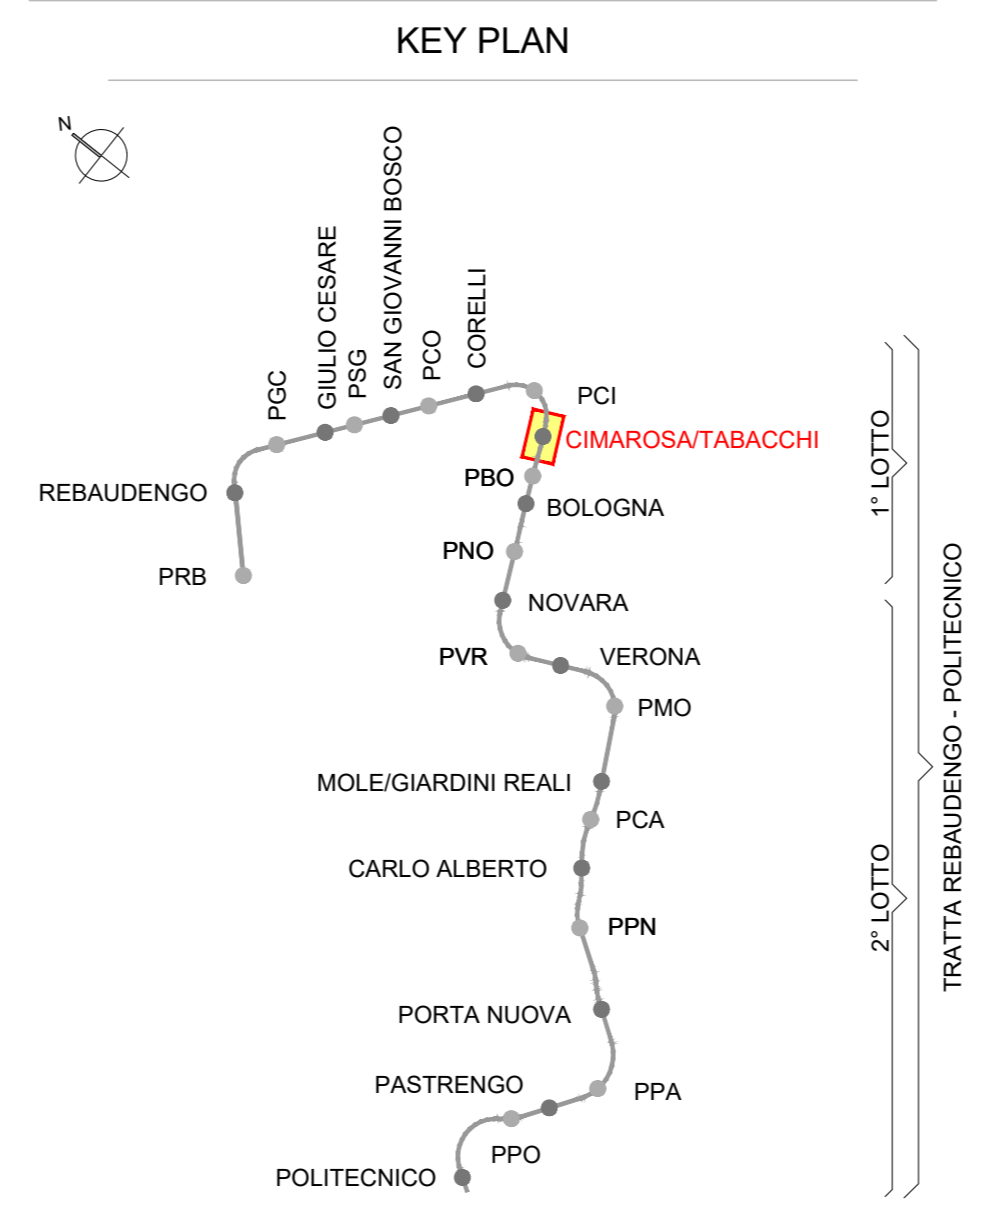 KEY PLAN
N
PGC
GIULIO CESARE
PSG
SAN GIOVANNI BOSCO
PCO
CORELLI
PCI
CIMAROSA/TABACCHI
PBO
REBAUDENGO
BOLOGNA
PNO
PRB
NOVARA
PVR
VERONA
PMO
MOLE/GIARDINI REALI
PCA
CARLO ALBERTO
PPN
PORTA NUOVA
PASTRENGO
PPA
PPO
POLITECNICO
1° LOTTO
2° LOTTO
TRATTA REBAUDENGO - POLITECNICO